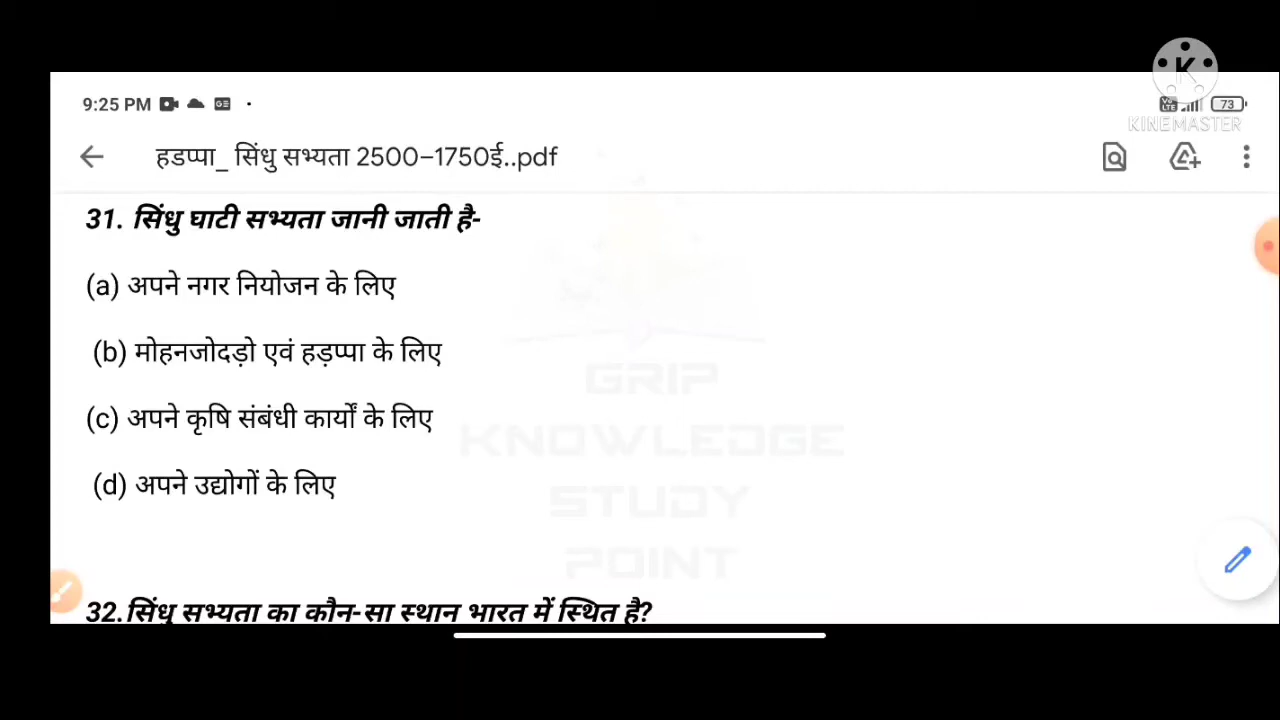 KINEMASTER
9:25 PM
73
हडप्पा_ सिंधु सभ्यता 2500–1750ई..pdf
31. सिंधु घाटी सभ्यता जानी जाती है-
(a) अपने नगर नियोजन के लिए
(b) मोहनजोदड़ो एवं हड़प्पा के लिए
(c) अपने कृषि संबंधी कार्यों के लिए
(d) अपने उद्योगों के लिए
GRIP
KNOWLEDGE
STUDY
POINT
32.सिंधु सभ्यता का कौन-सा स्थान भारत में स्थित है?